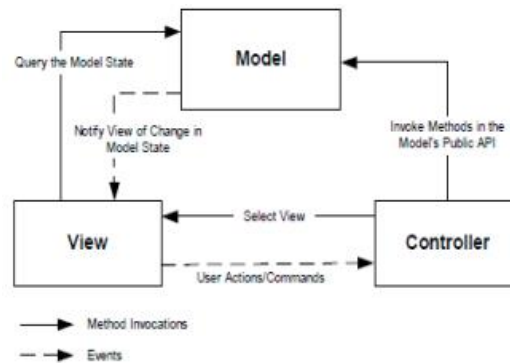 Model
Query the Model State
Notify View of Change in
Model State
Invoke Methods in the
Model's Public API
View
Select View
Controller
User Actions/Commands
Method Invocations
Events